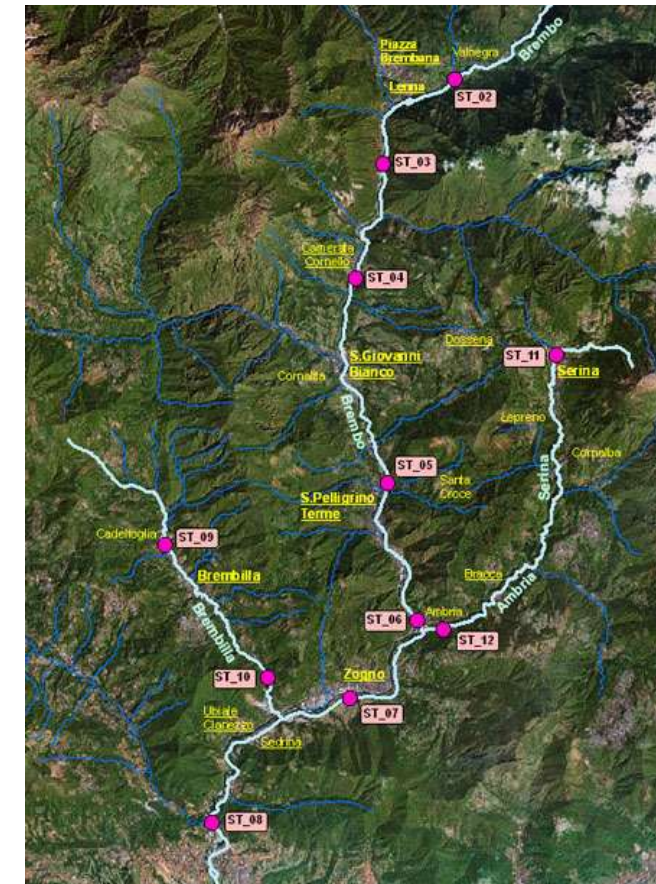 Piazza
Brembana
Valnegra
Brembo
Lenna
ST_02
ST_03
Camerata
Cornello
ST_04
Dossena
ST_11
Serina
S.Giovanni
Bianco
Cornalita
Brembo
Lepreno
Cornalba
Serina
ST_05
Santa
Croce
S.Pelligrino
Terme
Cadelfoglia
ST_09
Brembilla
Bracca
Ambria
Brembilla
ST_06
Ambria
ST_12
ST_10
Zogno
ST_07
Ubiale
Clanezzo
Sedrina
ST_08